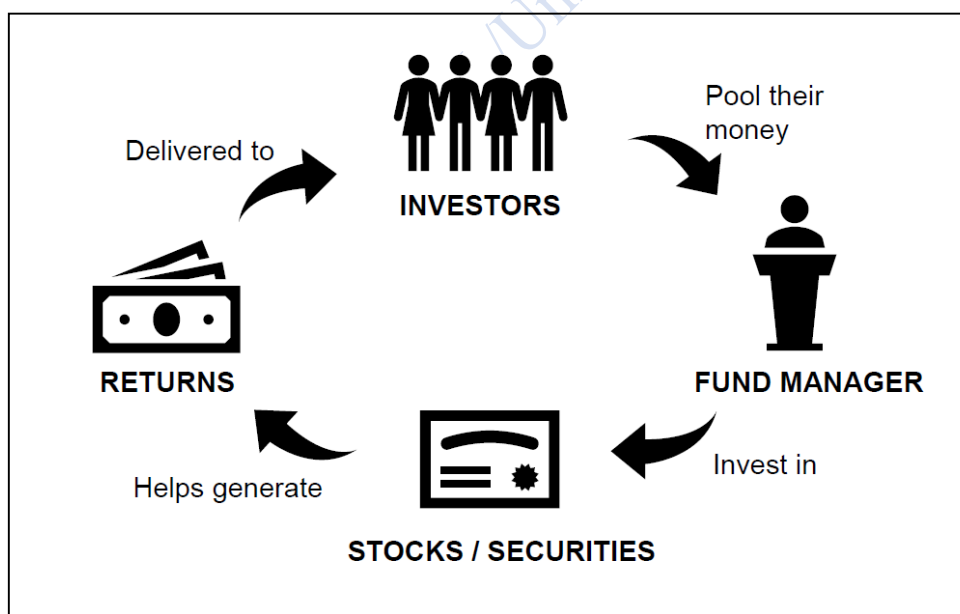 Pool their
money
Delivered to
INVESTORS
RETURNS
FUND MANAGER
Invest in
Helps generate
STOCKS / SECURITIES